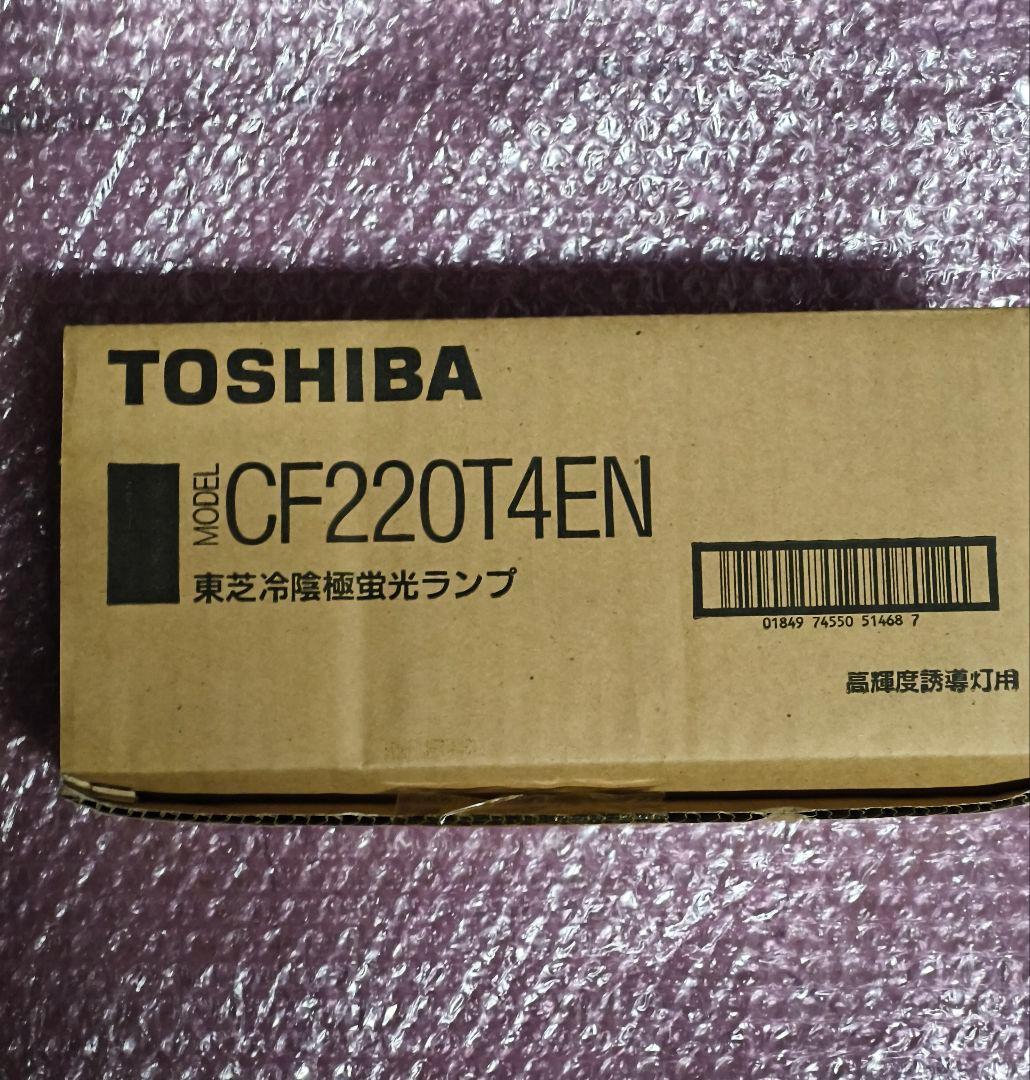 TOSHIBA
MODEL CF220T4EN
東芝冷陰極蛍光ランプ
01849 74550 51468 7
高輝度誘導灯用